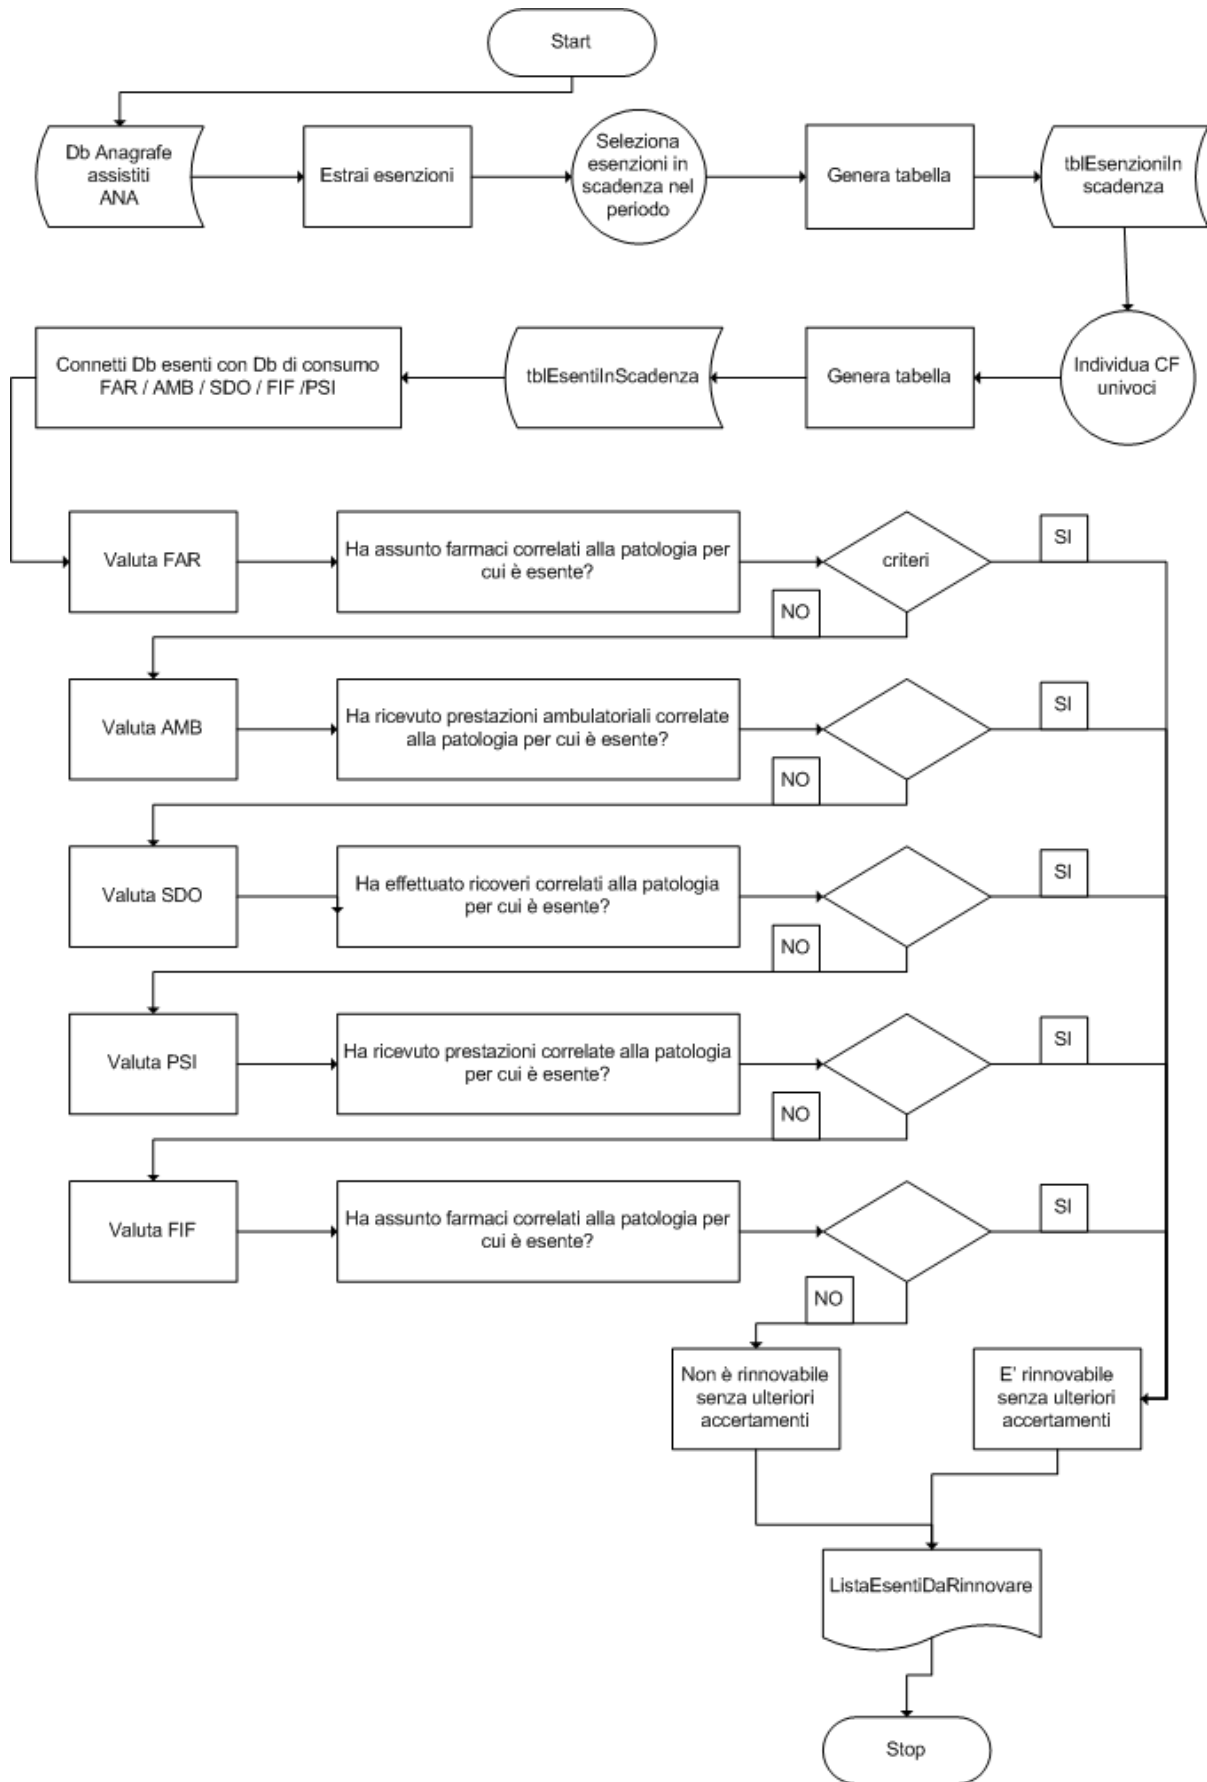 Start
Db Anagrafe
assistiti
ANA
Estrai esenzioni
Seleziona
esenzioni in
scadenza nel
periodo
Genera tabella
tblEsenzioniIn
scadenza
Connetti Db esenti con Db di consumo
FAR / AMB / SDO / FIF /PSI
tblEsentiInScadenza
Genera tabella
Individua CF
univoci
Valuta FAR
Ha assunto farmaci correlati alla patologia per
cui è esente?
criteri
SI
NO
Valuta AMB
Ha ricevuto prestazioni ambulatoriali correlate
alla patologia per cui è esente?
SI
NO
Valuta SDO
Ha effettuato ricoveri correlati alla patologia
per cui è esente?
SI
NO
Valuta PSI
Ha ricevuto prestazioni correlate alla patologia
per cui è esente?
SI
NO
Valuta FIF
Ha assunto farmaci correlati alla patologia per
cui è esente?
SI
NO
Non è rinnovabile
senza ulteriori
accertamenti
E' rinnovabile
senza ulteriori
accertamenti
ListaEsentiDaRinnovare
Stop